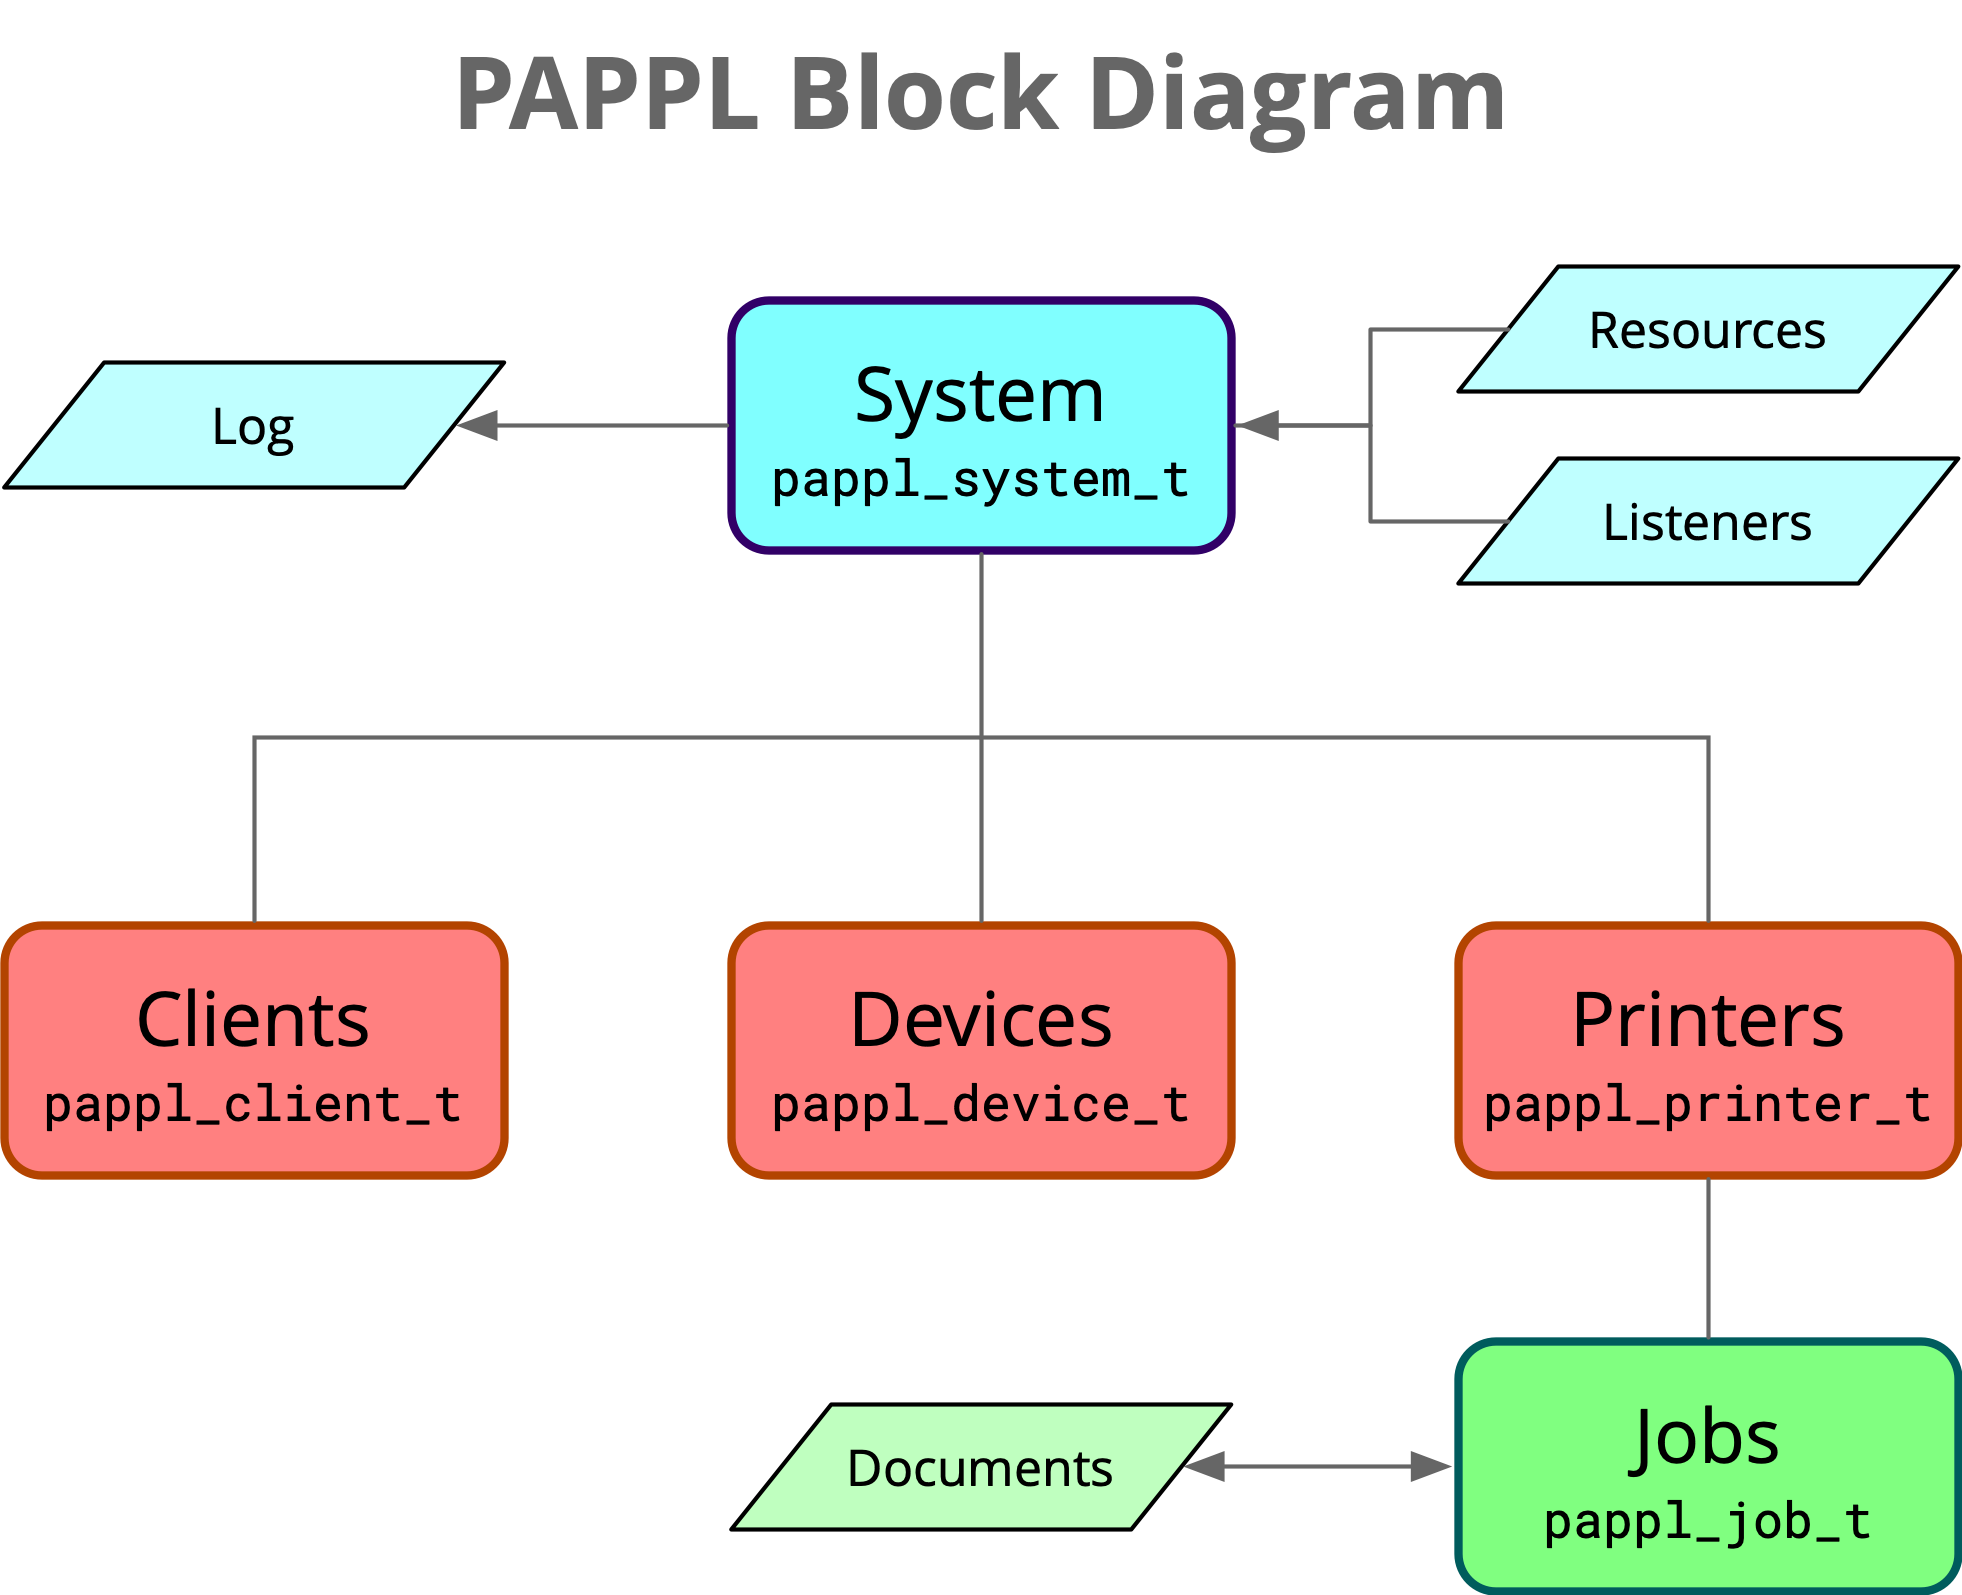 PAPPL Block Diagram
Resources
System
pappl_system_t
Log
Listeners
Clients
pappl_client_t
Devices
pappl_device_t
Printers
pappl_printer_t
Jobs
pappl_job_t
Documents